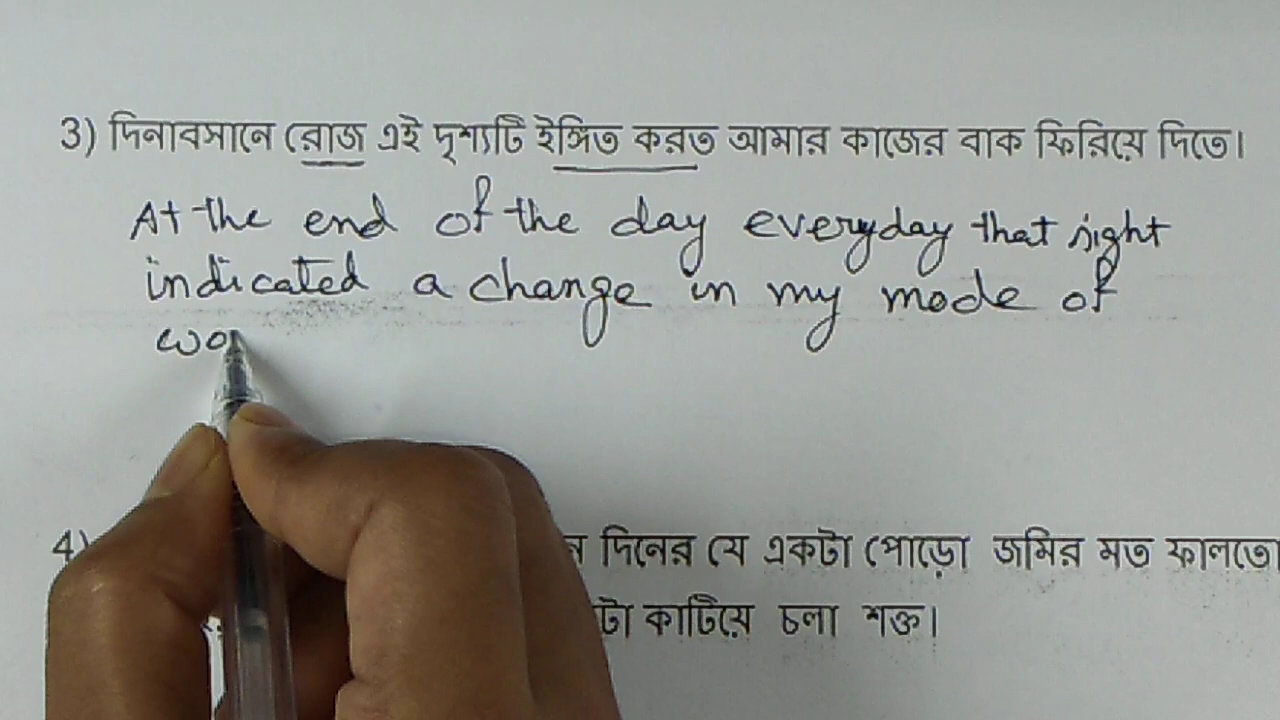 3) দিনাবসানে রোজ এই দৃশ্যটি ইঙ্গিত করত আমার কাজের বাক ফিরিয়ে দিতে।
At the end of the day everyday that sight
indicated a change in my mode of
wo
4) দিনের যে একটা পোড়ো জমির মত ফালতো
টা কাটিয়ে চলা শক্ত।